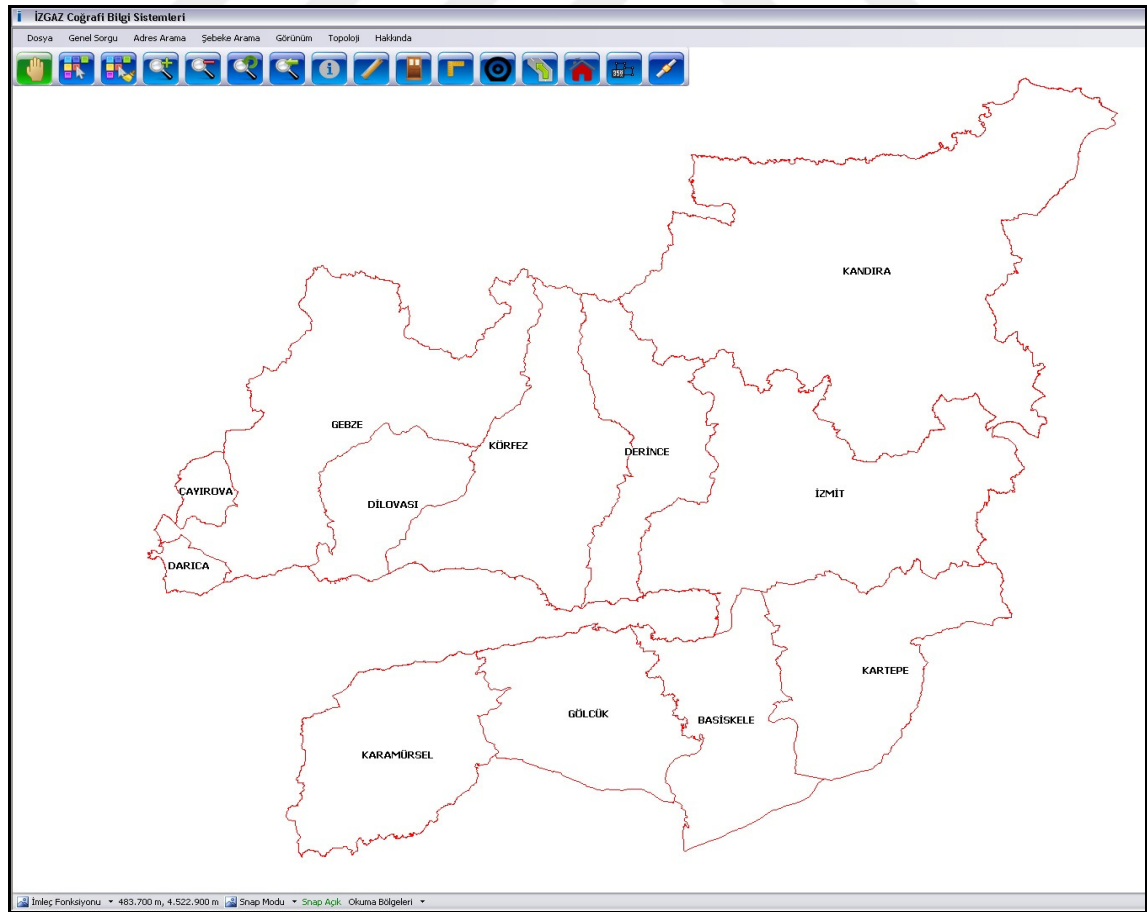 İZGAZ Coğrafi Bilgi Sistemleri
Dosya Genel Sorgu Adres Arama Şebeke Arama Görünüm Topoloji Hakkında
359
KANDIRA
GEBZE
KÖRFEZ
DERİNCE
ÇAYIROVA
DİLOVASI
İZMİT
DARICA
KARTEPE
GÖLCÜK
BASİSKELE
KARAMÜRSEL
İmleç Fonksiyonu 483.700 m, 4.522.900 m Snap Modu Snap Açık Okuma Bölgeleri